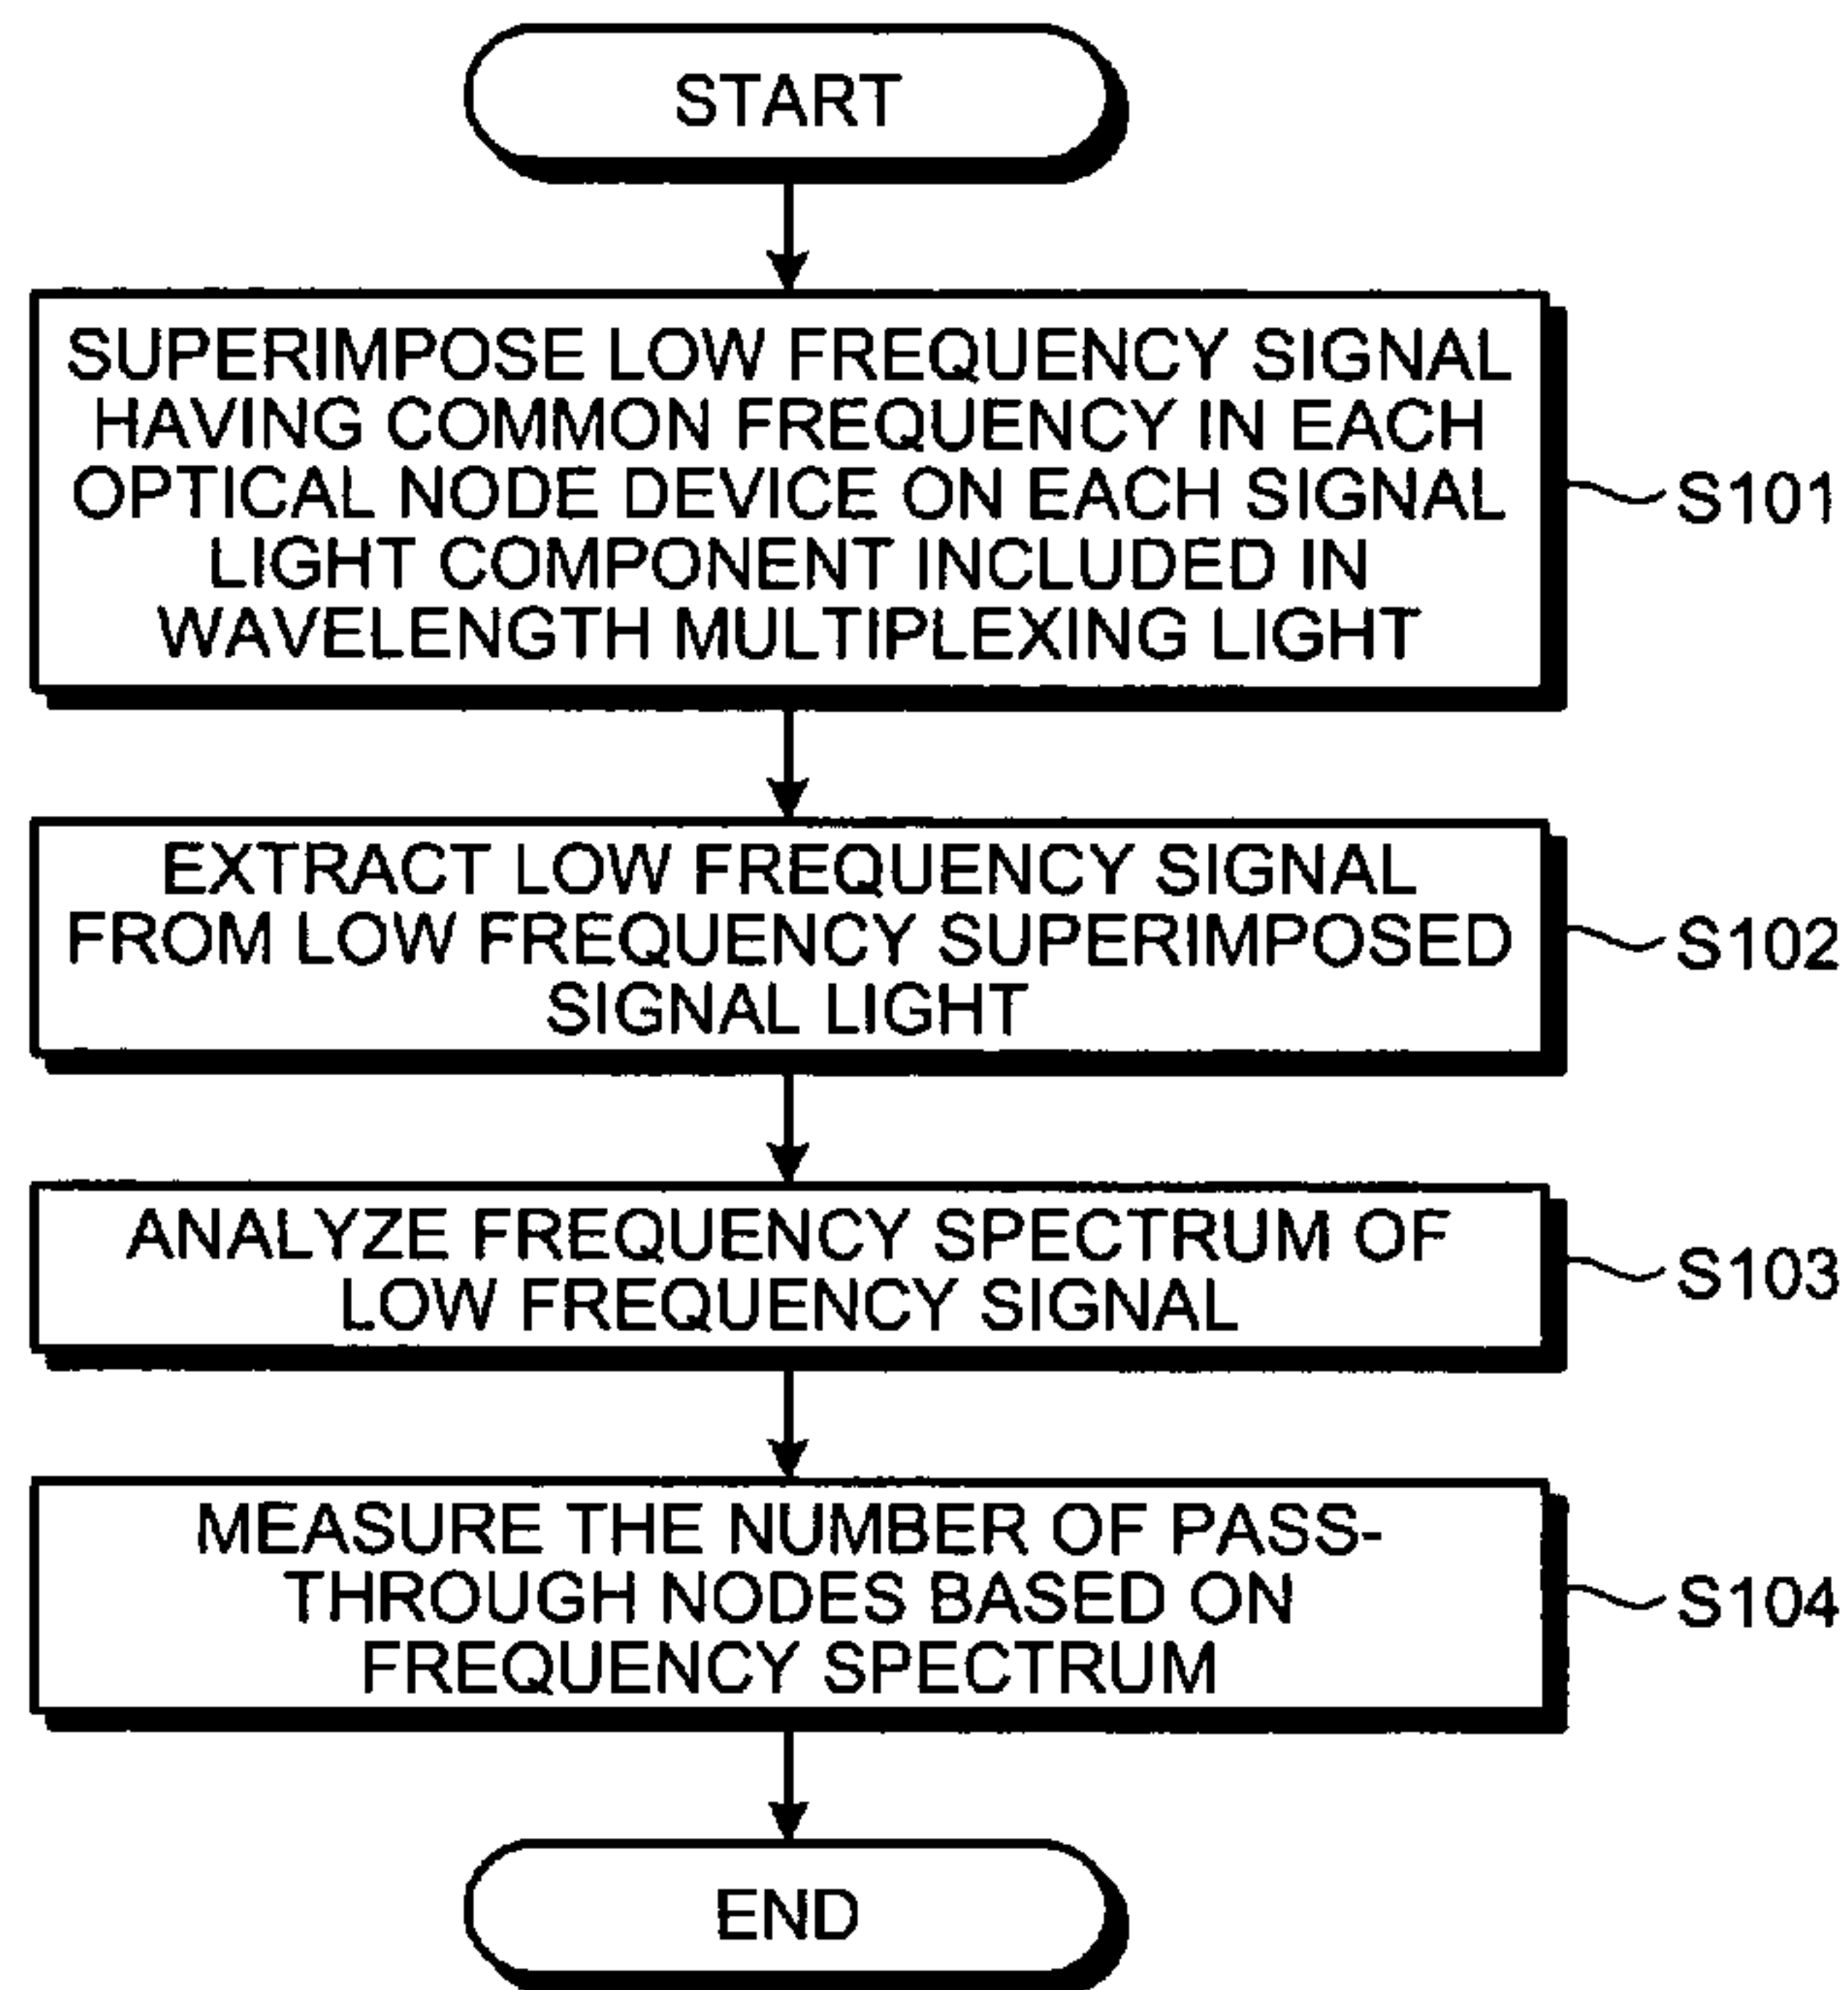 START
SUPERIMPOSE LOW FREQUENCY SIGNAL
HAVING COMMON FREQUENCY IN EACH
OPTICAL NODE DEVICE ON EACH SIGNAL
LIGHT COMPONENT INCLUDED IN
WAVELENGTH MULTIPLEXING LIGHT
S101
EXTRACT LOW FREQUENCY SIGNAL
FROM LOW FREQUENCY SUPERIMPOSED
SIGNAL LIGHT
S102
ANALYZE FREQUENCY SPECTRUM OF
LOW FREQUENCY SIGNAL
S103
MEASURE THE NUMBER OF PASS-
THROUGH NODES BASED ON
FREQUENCY SPECTRUM
S104
END